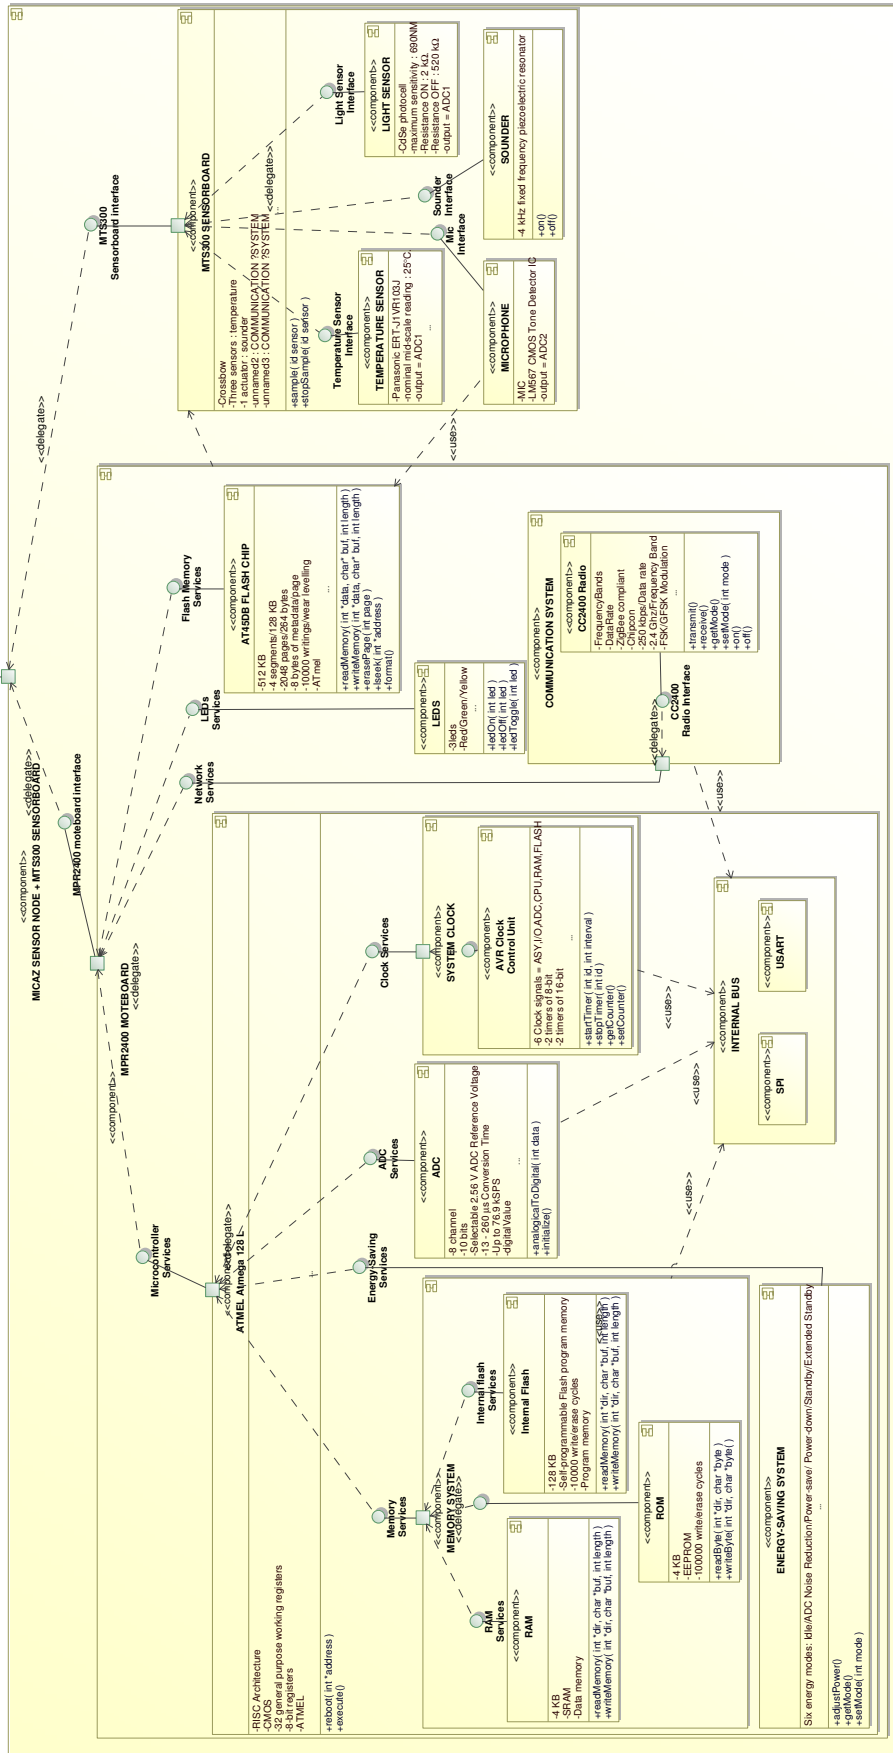 <<component>>
MICAZ SENSOR NODE + MTS300 SENSORBOARD
<<delegate>>
<<delegate>>
MPR2400 moteboard interface
MTS300
Sensorboard interface
<<component>>
MPR2400 MOTEBOARD
<<delegate>>
Microcontroller
Services
Network
Services
LEDs
Services
Flash Memory
Services
<<component>>
ATMEL Atmega 128 L
<<delegate>>
-RISC Architecture
-CMOS
-32 general purpose working registers
-8-bit registers
-ATMEL
+reboot( int *address )
+execute()
Memory
Services
Energy-Saving
Services
...
ADC
Services
Clock Services
<<component>>
MEMORY SYSTEM
<<delegate>>
RAM
Services
Internal flash
Services
<<component>>
RAM
-4 KB
-SRAM
-Data memory
+readMemory( int *dir, char *buf, int length )
+writeMemory( int *dir, char *buf, int length )
<<component>>
Internal Flash
-128 KB
-Self-programmable Flash program memory
-10000 write/erase cycles
-Program memory
+readMemory( int *dir, char *buf, int length )
+writeMemory( int *dir, char *buf, int length )
<<use>>
<<component>>
ROM
-4 KB
-EEPROM
-100000 write/erase cycles
+readByte( int *dir, char *byte )
+writeByte( int *dir, char *byte( )
<<component>>
ENERGY-SAVING SYSTEM
Six energy modes: Idle/ADC Noise Reduction/Power-save/ Power-down/Standby/Extended Standby
...
+adjustPower()
+getMode()
+setMode( int mode )
<<component>>
ADC
-8 channel
-10 bits
-Selectable 2.56 V ADC Reference Voltage
-13 - 260 µs Conversion Time
-Up to 76.9 kSPS
-digitalValue
...
+analogicalToDigital( int data )
+initialize()
<<component>>
SYSTEM CLOCK
<<component>>
AVR Clock
Control Unit
-6 Clock signals = ASY,I/O,ADC,CPU,RAM,FLASH
-2 timers of 8-bit
-2 timers of 16-bit
...
+startTimer( int id, int interval )
+stopTimer( int id )
+getCounter()
+setCounter()
<<use>>
<<use>>
<<use>>
<<use>>
<<component>>
INTERNAL BUS
<<component>>
SPI
<<component>>
USART
<<component>>
LEDS
-3leds
-Red/Green/Yellow
...
+ledOn( int led )
+ledOff( int led )
+ledToggle( int led )
<<component>>
AT45DB FLASH CHIP
-512 KB
-4 segments/128 KB
-2048 pages/264 bytes
-8 bytes of metadata/page
-10000 writings/wear levelling
-ATmel
...
+readMemory( int *data, char* buf, int length )
+writeMemory( int *data, char* buf, int length )
+erasePage( int page )
+lseek( int *address )
+format()
<<component>>
COMMUNICATION SYSTEM
<<delegate>>
CC2400
Radio Interface
<<component>>
CC2400 Radio
-FrequencyBands
-DataRate
-ZigBee compliant
-Chipcon
-250 kbps/Data rate
-2.4 Ghz/Frequency Band
-FSK/GFSK Modulation
...
+transmit()
+receive()
+getMode()
+setMode( int mode )
+on()
+off()
<<use>>
<<component>>
MTS300 SENSORBOARD
<<delegate>>
-Crossbow
-Three sensors : temperature
-1 actuator : sounder
-unnamed2 : COMMUNICATION ?SYSTEM
-unnamed3 : COMMUNICATION ?SYSTEM
...
+sample( id sensor )
+stopSample( id sensor )
Temperature Sensor
Interface
Mic
Interface
Sounder
Interface
Light Sensor
Interface
<<component>>
TEMPERATURE SENSOR
-Panasonic ERT-J1VR103J
-nominal mid-scale reading : 25°C.
-output = ADC1
...
<<component>>
LIGHT SENSOR
-CdSe photocell
-maximum sensitivity : 690NM
-Resistance ON : 2 kΩ
-Resistance OFF : 520 kΩ
-output = ADC1
<<component>>
MICROPHONE
-MIC
-LM567 CMOS Tone Detector IC
-output = ADC2
<<component>>
SOUNDER
-4 kHz fixed frequency piezoelectric resonator
+on()
+off()